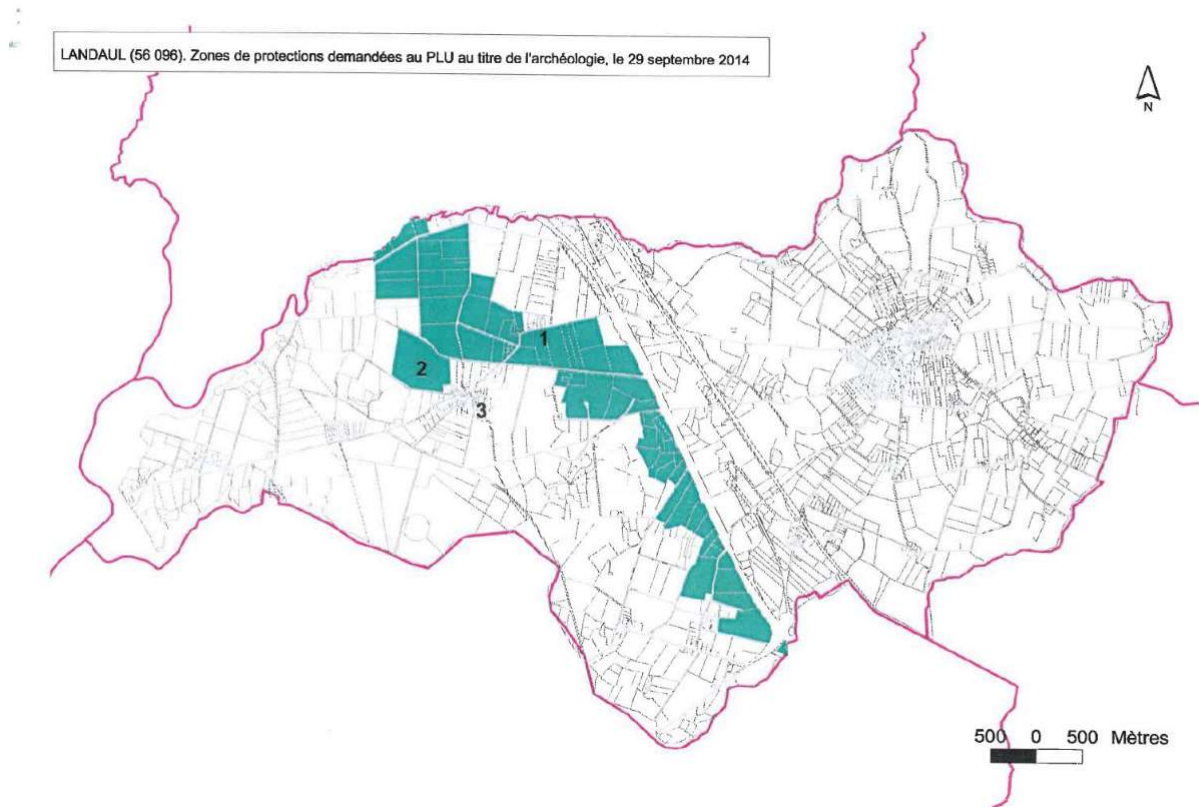 LANDAUL (56 096). Zones de protections demandées au PLU au titre de l'archéologie, le 29 septembre 2014
N
1
2
3
500 0 500 Mètres